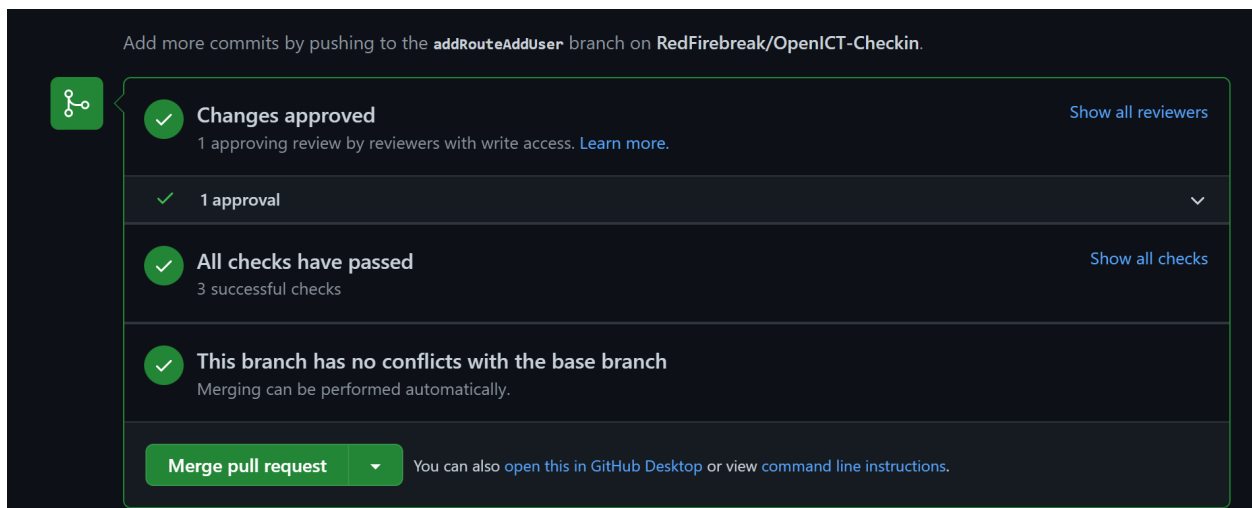 Add more commits by pushing to the addRouteAddUser branch on RedFirebreak/OpenICT-Checkin.
Changes approved
Show all reviewers
1 approving review by reviewers with write access. Learn more.
1 approval
All checks have passed
Show all checks
3 successful checks
This branch has no conflicts with the base branch
Merging can be performed automatically.
Merge pull request
You can also open this in GitHub Desktop or view command line instructions.